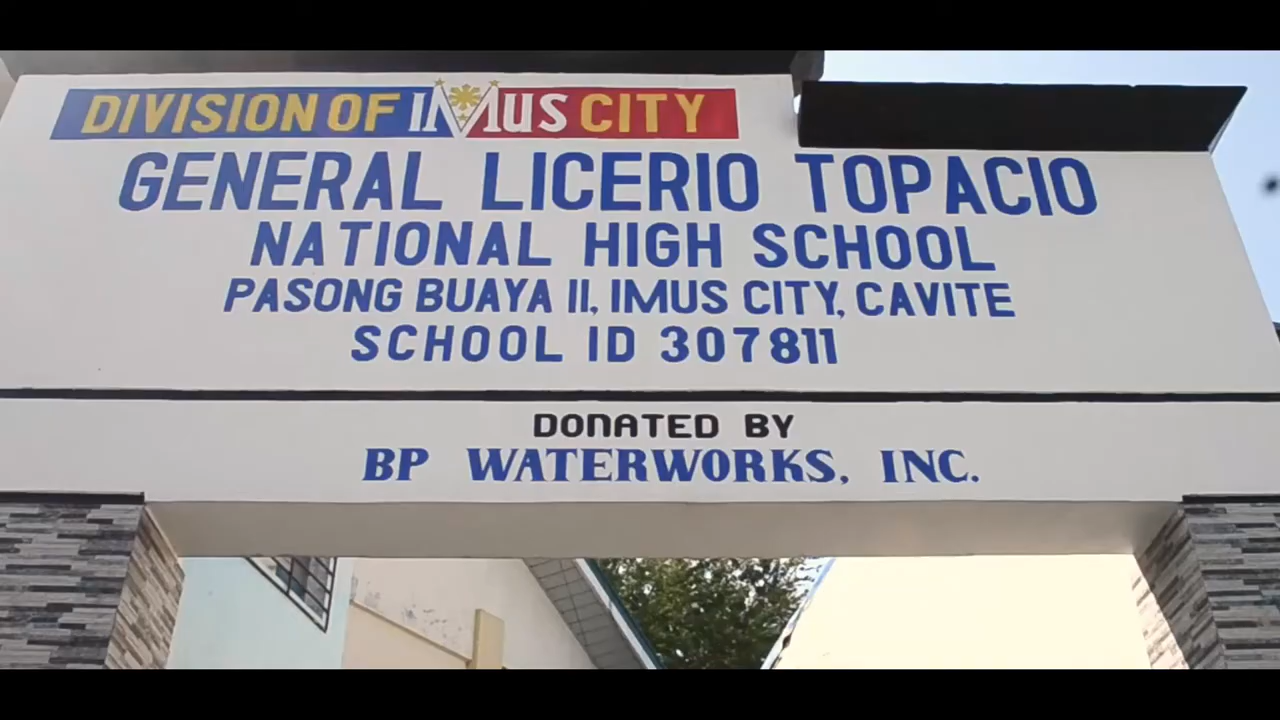 DIVISION OF IMUS CITY
GENERAL LICERIO TOPACIO
NATIONAL HIGH SCHOOL
PASONG BUAYA II, IMUS CITY, CAVITE
SCHOOL ID 307811
DONATED BY
BP WATERWORKS, INC.